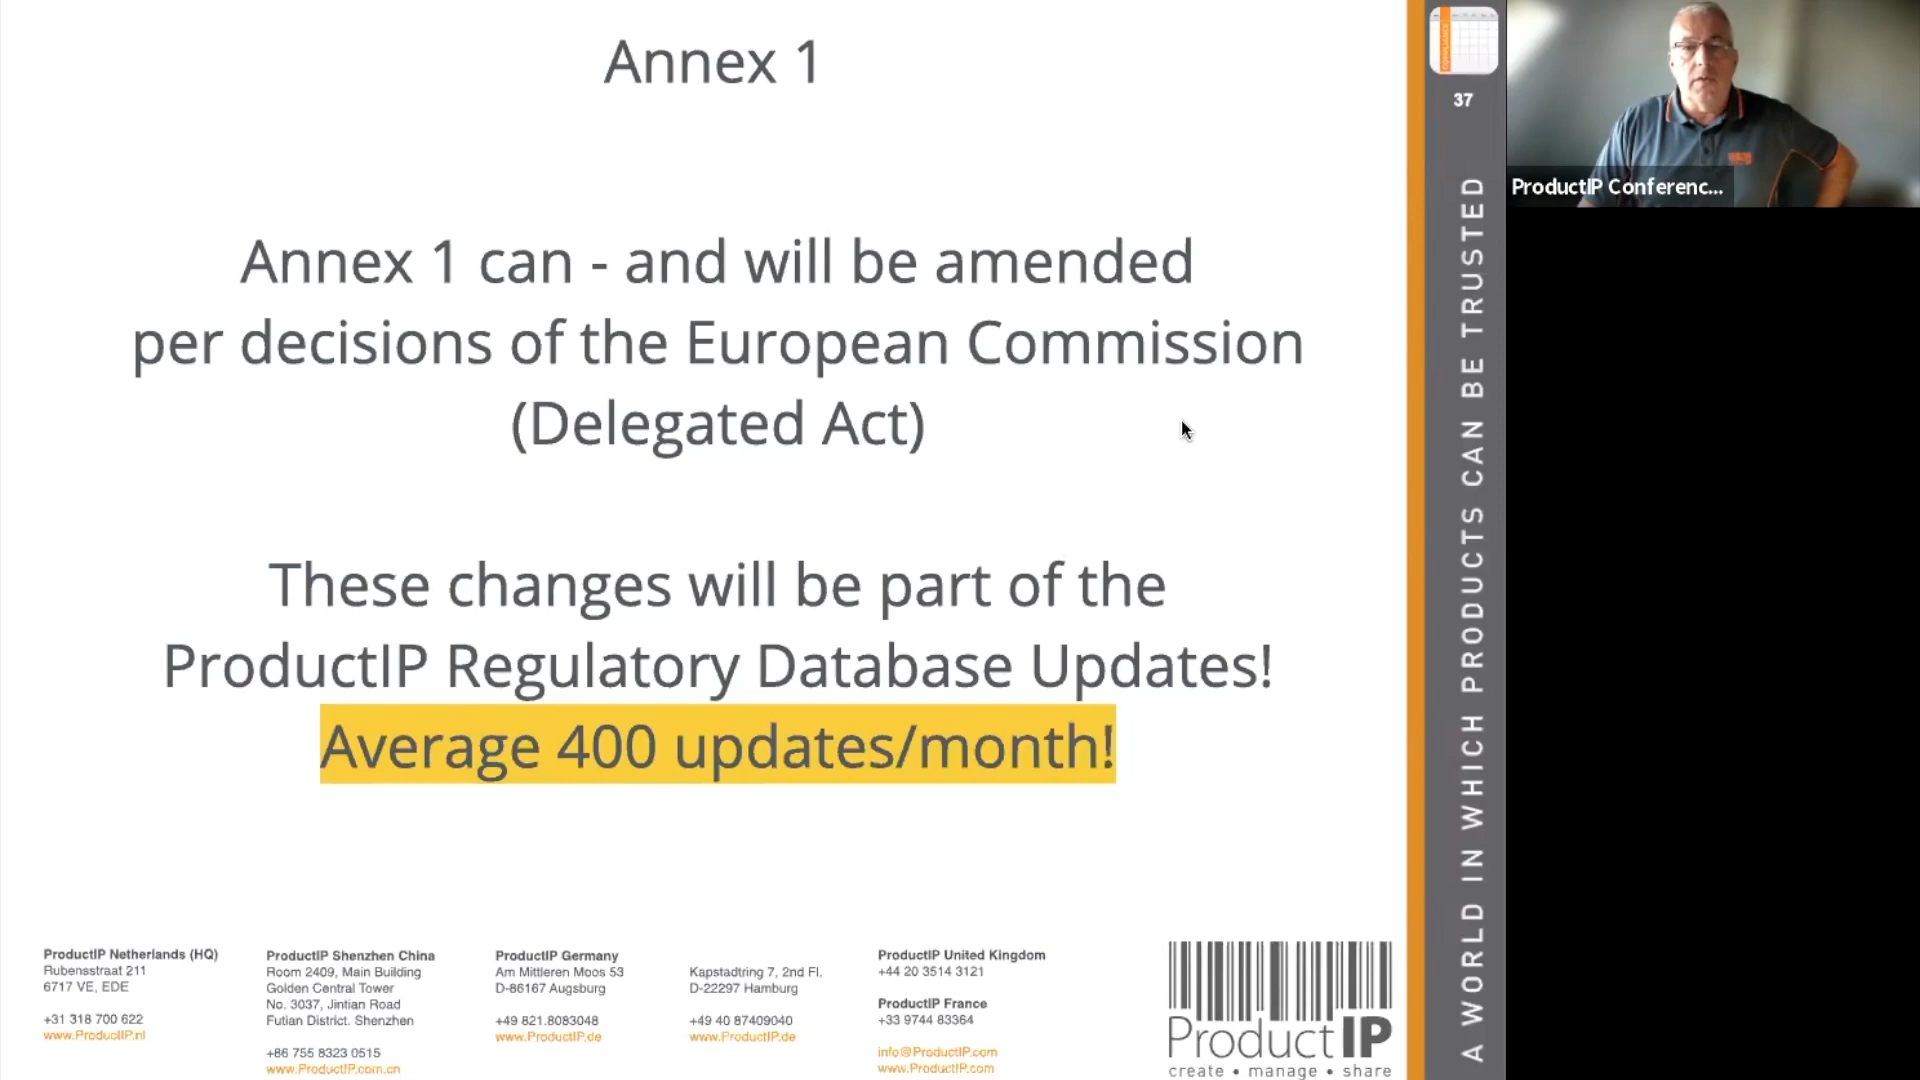 Annex 1
Annex 1 can - and will be amended
per decisions of the European Commission
(Delegated Act)
These changes will be part of the
ProductIP Regulatory Database Updates!
Average 400 updates/month!
ProductIP Netherlands (HQ)
Rubensstraat 211
6717 VE, EDE
+31 318 700 622
www.ProductIP.nl
ProductIP Shenzhen China
Room 2409, Main Building
Golden Central Tower
No. 3037, Jintian Road
Futian District. Shenzhen
+86 755 8323 0515
www.ProductIP.com.cn
ProductIP Germany
Am Mittleren Moos 53
D-86167 Augsburg
+49 821.8083048
www.ProductIP.de
Kapstadtring 7, 2nd Fl.
D-22297 Hamburg
+49 40 87409040
www.ProductIP.de
ProductIP United Kingdom
+44 20 3514 3121
ProductIP France
+33 9744 83364
info@ProductIP.com
www.ProductIP.com
ProductIP
create • manage • share
COMPLIANCE
37
A WORLD IN WHICH PRODUCTS CAN BE TRUSTED
ProductIP Conferenc...